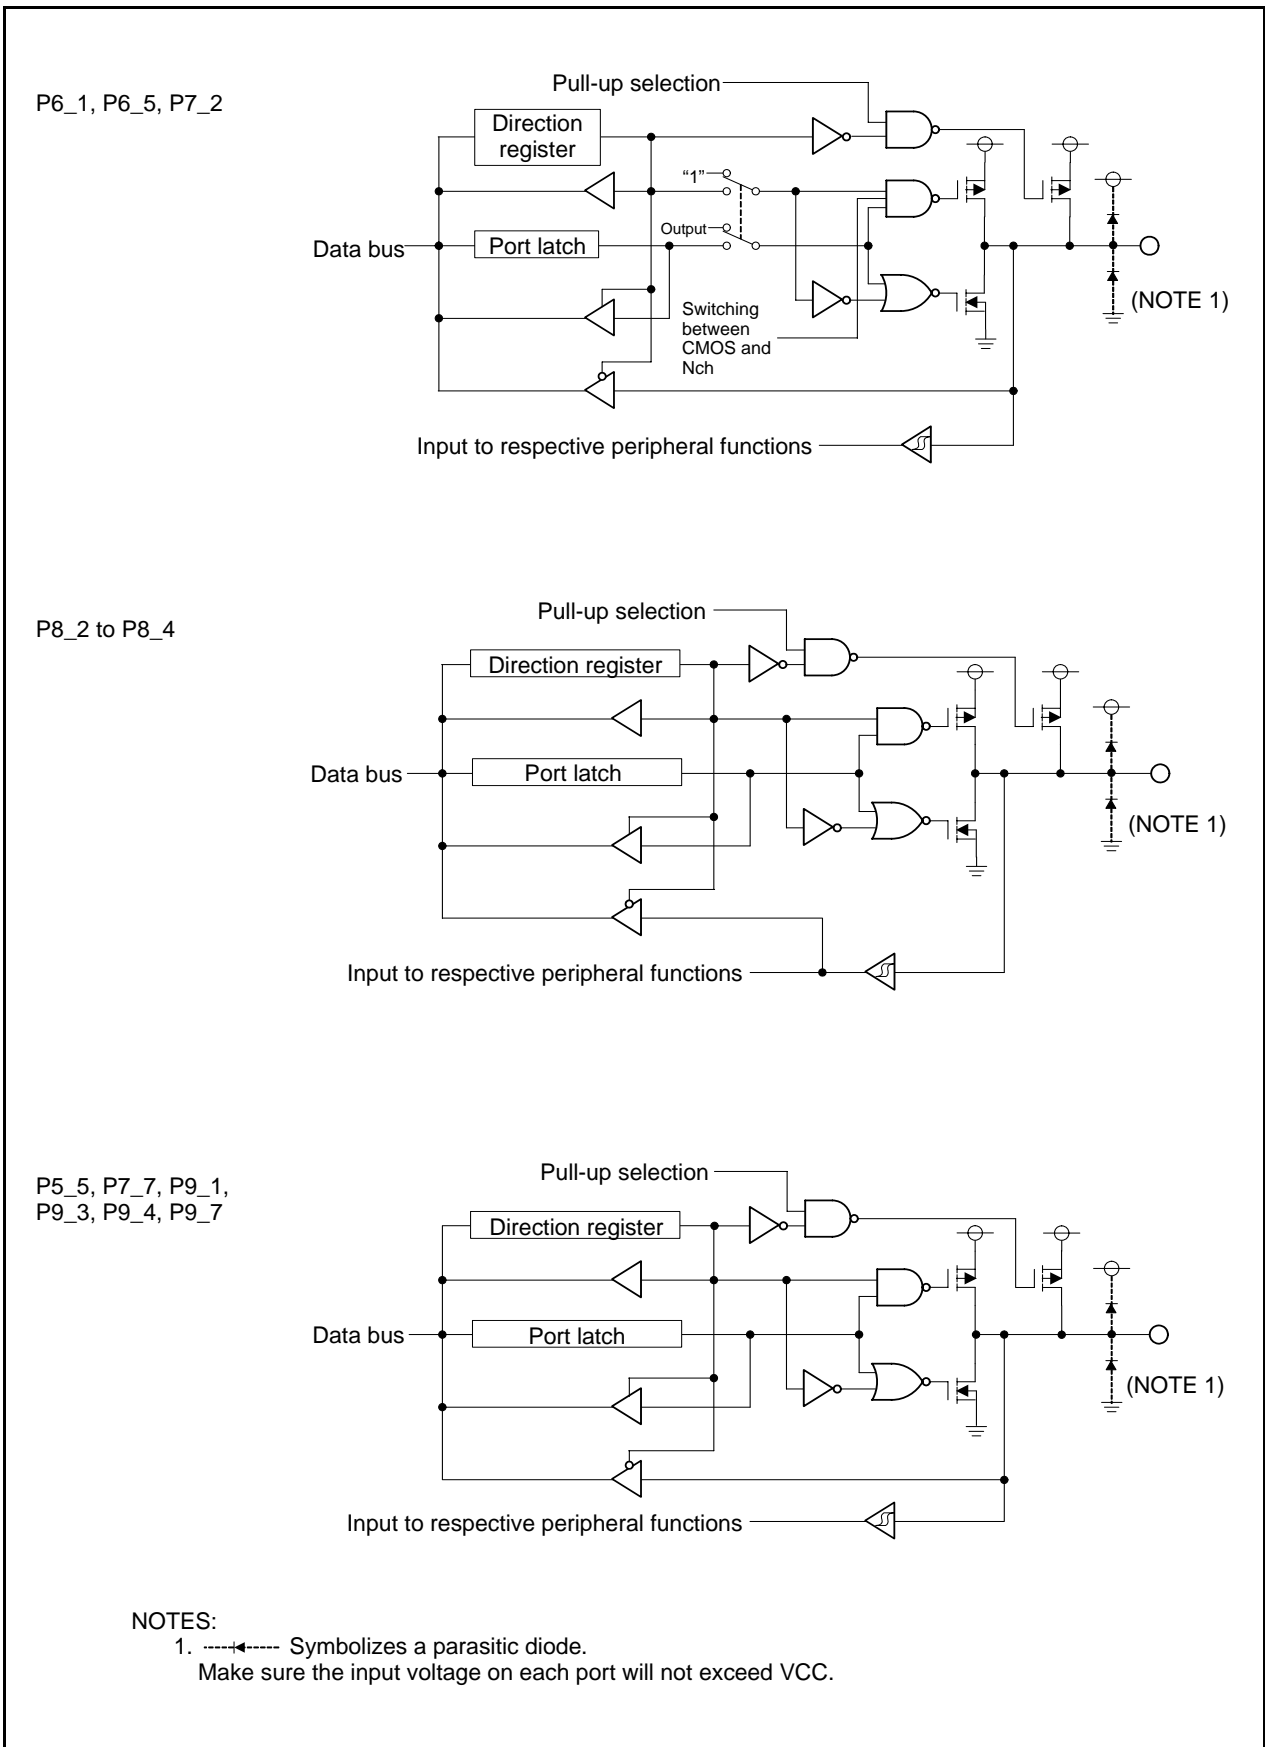 P6_1, P6_5, P7_2
Pull-up selection
Direction
register
“1”
Output
Data bus
Port latch
Switching
between
CMOS and
Nch
(NOTE 1)
Input to respective peripheral functions
P8_2 to P8_4
Pull-up selection
Direction register
Data bus
Port latch
(NOTE 1)
Input to respective peripheral functions
P5_5, P7_7, P9_1,
P9_3, P9_4, P9_7
Pull-up selection
Direction register
Data bus
Port latch
(NOTE 1)
Input to respective peripheral functions
NOTES:
1. Symbolizes a parasitic diode.
Make sure the input voltage on each port will not exceed VCC.